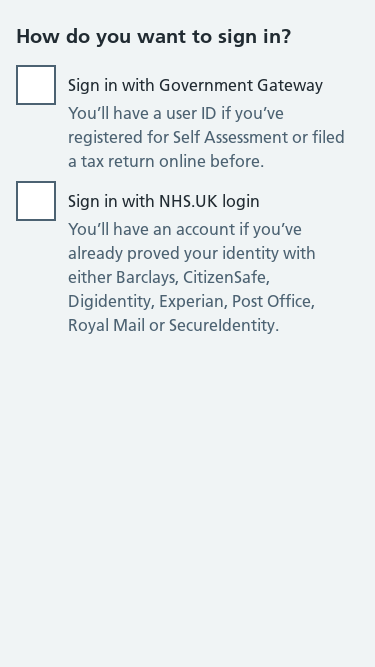 How do you want to sign in?
Sign in with Government Gateway
You’ll have a user ID if you’ve
registered for Self Assessment or filed
a tax return online before.
Sign in with NHS.UK login
You’ll have an account if you’ve
already proved your identity with
either Barclays, CitizenSafe,
Digidentity, Experian, Post Office,
Royal Mail or SecureIdentity.